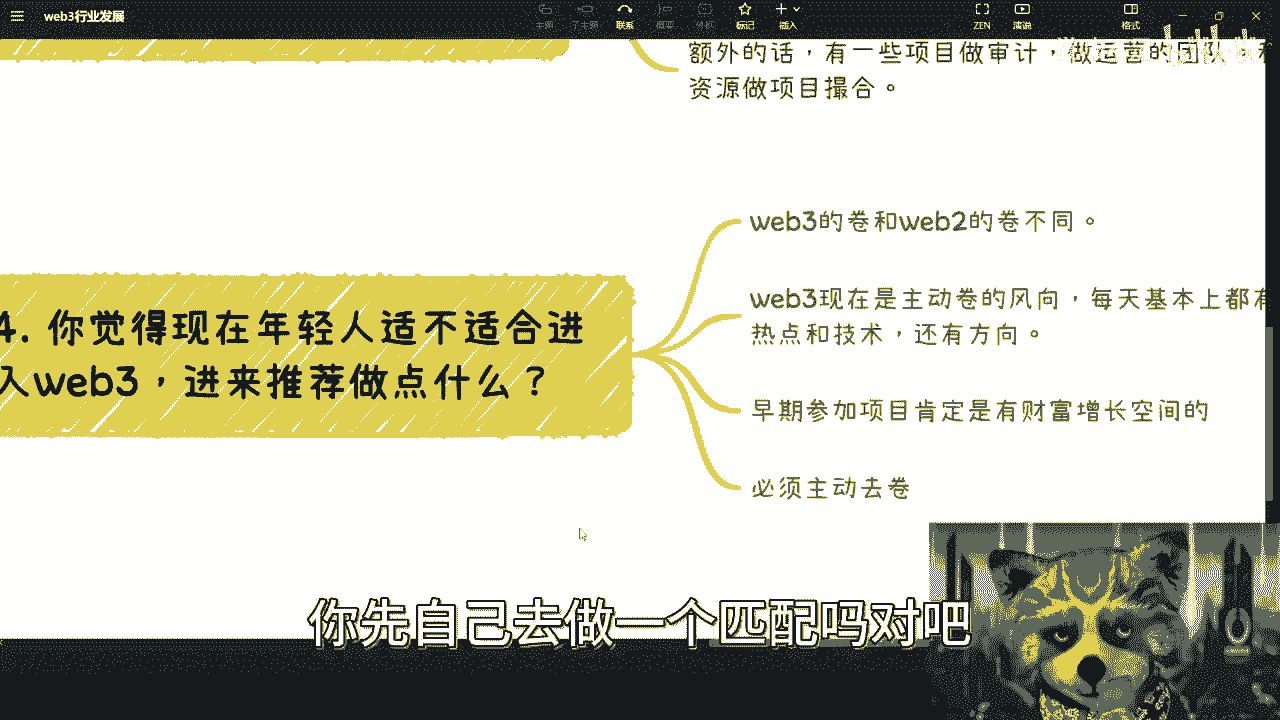 web3行业发展
主题
子主题
联系
概要
外框
标记
插入
ZEN
演说
格式
额外的话，有一些项目做审计，做运营的团队
资源做项目撮合。
web3的卷和web2的卷不同。
web3现在是主动卷的风向，每天基本上都有
热点和技术，还有方向。
4. 你觉得现在年轻人适不适合进
入web3，进来推荐做点什么？
早期参加项目肯定是有财富增长空间的
必须主动去卷
你先自己去做一个匹配吗对吧